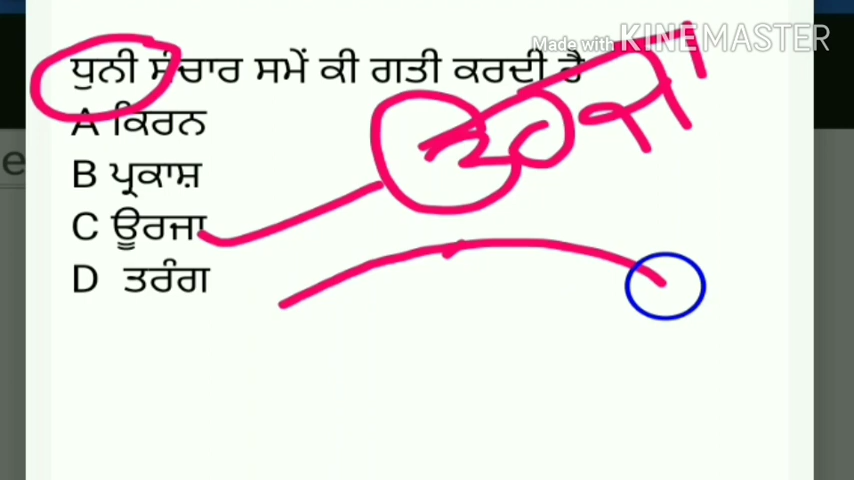 Made with KINEMASTER
ਧੁਨੀ ਸੰਚਾਰ ਸਮੇਂ ਕੀ ਗਤੀ ਕਰਦੀ ਹੈ
A ਕਿਰਨ
B ਪ੍ਰਕਾਸ਼
C ਊਰਜਾ
D ਤਰੰਗ